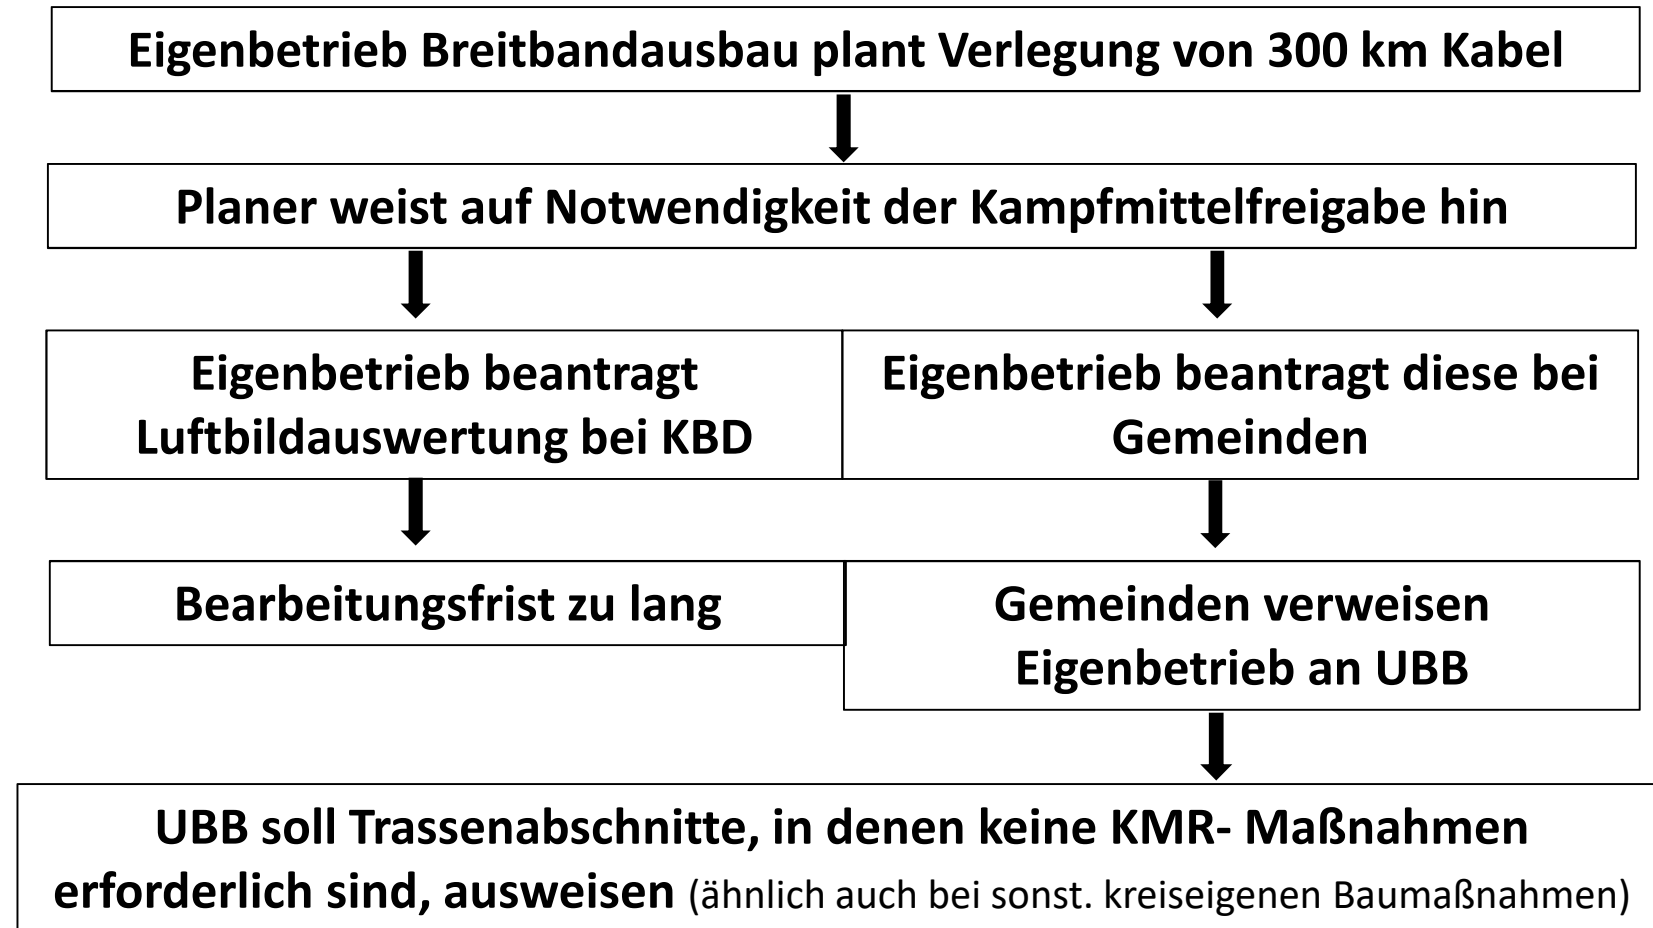 Eigenbetrieb Breitbandausbau plant Verlegung von 300 km Kabel
Planer weist auf Notwendigkeit der Kampfmittelfreigabe hin
Eigenbetrieb beantragt
Luftbildauswertung bei KBD
Eigenbetrieb beantragt diese bei
Gemeinden
Bearbeitungsfrist zu lang
Gemeinden verweisen
Eigenbetrieb an UBB
UBB soll Trassenabschnitte, in denen keine KMR- Maßnahmen
erforderlich sind, ausweisen (ähnlich auch bei sonst. kreiseigenen Baumaßnahmen)